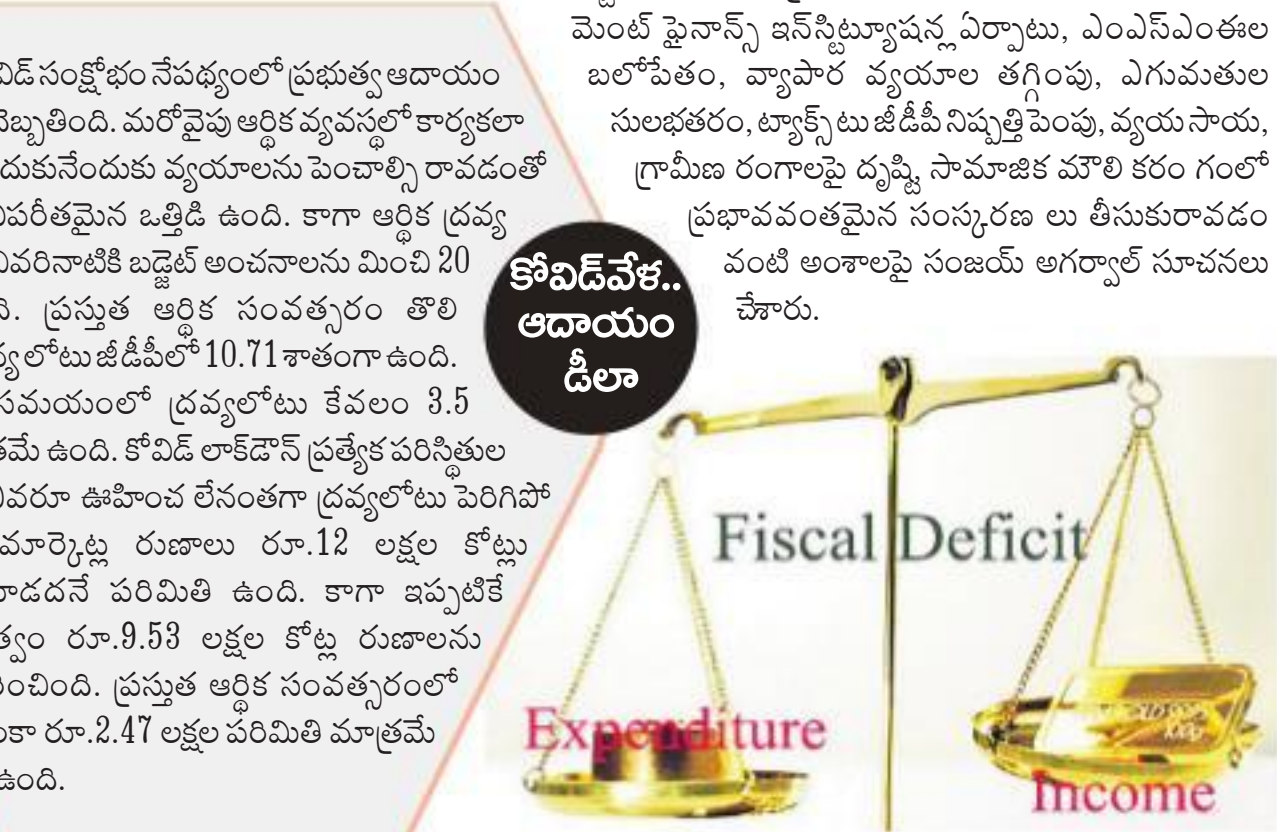 విడ్ సంక్షోభం నేపథ్యంలో ప్రభుత్వ ఆదాయం
దెబ్బతింది. మరోవైపు ఆర్థిక వ్యవస్థలో కార్యకలా
దుకునేందుకు వ్యయాలను పెంచాల్సి రావడంతో
విపరీతమైన ఒత్తిడి ఉంది. కాగా ఆర్థిక ద్రవ్య
చివరినాటికి బడ్జెట్ అంచనాలను మించి 20
ది. ప్రస్తుత ఆర్థిక సంవత్సరం తొలి
వ్యలోటు జీడీపీలో 10.71 శాతంగా ఉంది.
సమయంలో ద్రవ్యలోటు కేవలం 3.5
తమే ఉంది. కోవిడ్ లాక్‌డౌన్ ప్రత్యేక పరిస్థితుల
ఎవరూ ఊహించ లేనంతగా ద్రవ్యలోటు పెరిగిపో
మార్కెట్ల రుణాలు రూ.12 లక్షల కోట్లు
రాదనే పరిమితి ఉంది. కాగా ఇప్పటికే
త్వం రూ.9.53 లక్షల కోట్ల రుణాలను
రించింది. ప్రస్తుత ఆర్థిక సంవత్సరంలో
ంకా రూ.2.47 లక్షల పరిమితి మాత్రమే
ఉంది.
కోవిడ్‌వేళ..
ఆదాయం
డీలా
మెంట్ ఫైనాన్స్ ఇన్‌స్టిట్యూషన్ల ఏర్పాటు, ఎంఎస్ఎంఈల
బలోపేతం, వ్యాపార వ్యయాల తగ్గింపు, ఎగుమతుల
సులభతరం, ట్యాక్స్ టు జీడీపీ నిష్పత్తి పెంపు, వ్యయ సాయ,
గ్రామీణ రంగాలపై దృష్టి, సామాజిక మౌలి కరం గంలో
ప్రభావవంతమైన సంస్కరణ లు తీసుకురావడం
వంటి అంశాలపై సంజయ్ అగర్వాల్ సూచనలు
చేశారు.
Fiscal Deficit
Expenditure
Income